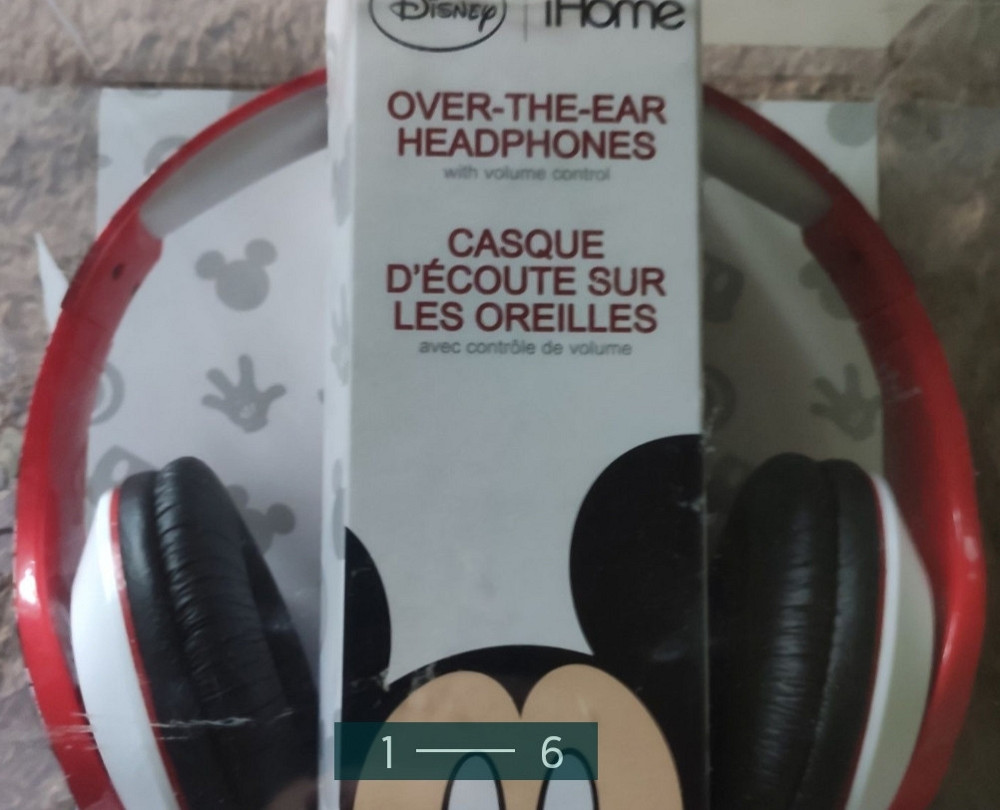 Disney | iHome
OVER-THE-EAR
HEADPHONES
with volume control
CASQUE
D'ÉCOUTE SUR
LES OREILLES
avec contrôle de volume
1 — 6